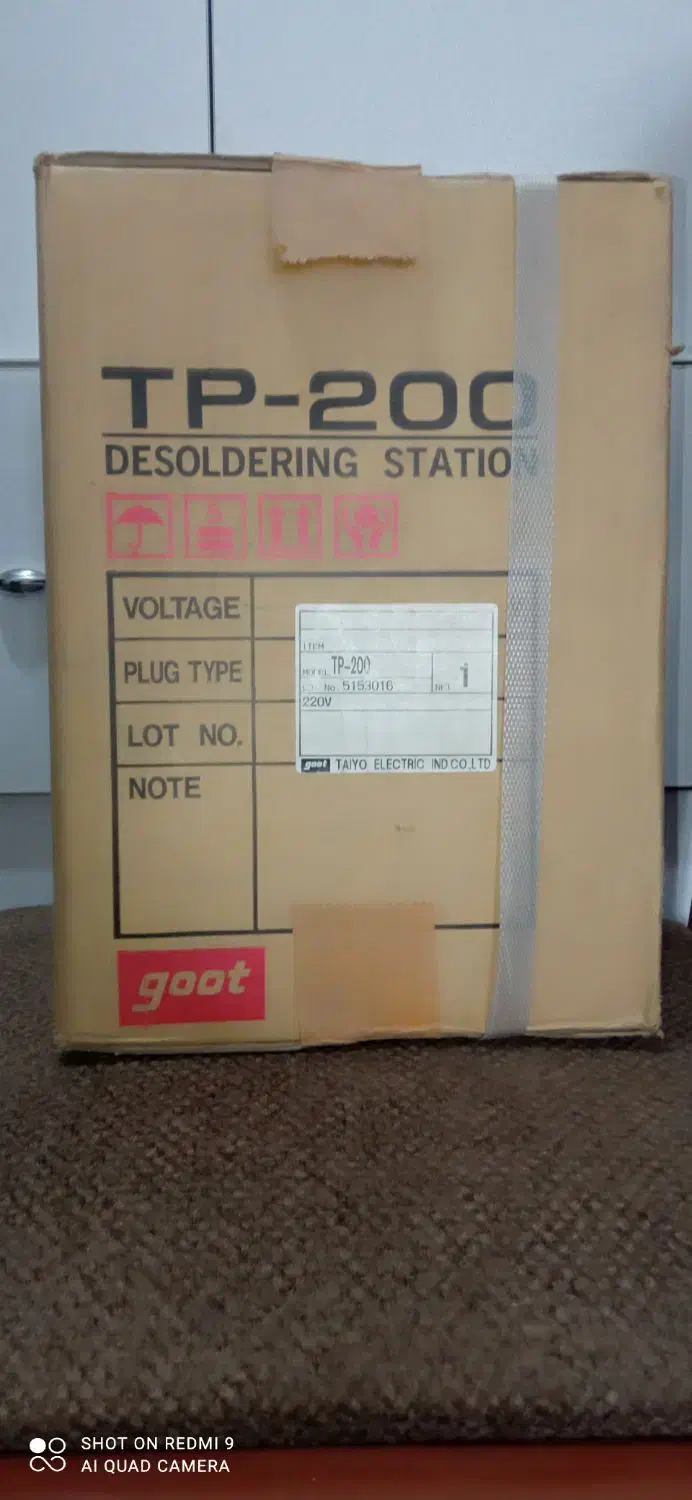 TP-200
DESOLDERING STATION
VOLTAGE
PLUG TYPE
LOT NO.
NOTE
ITEM
MODEL TP-200
No. 5153016
1
220V
goot TAIYO ELECTRIC IND.CO.,LTD
goot
SHOT ON REDMI 9
AI QUAD CAMERA